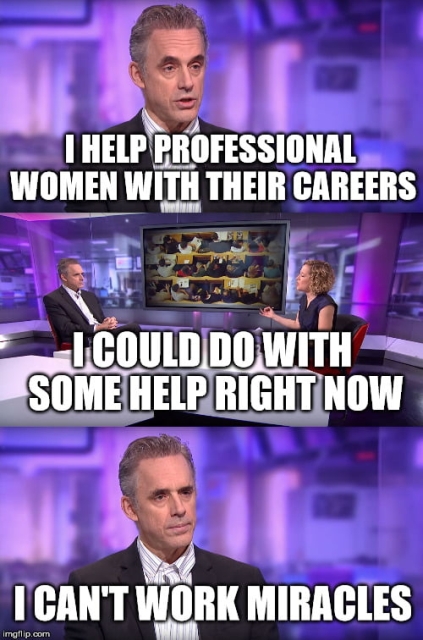 I HELP PROFESSIONAL
WOMEN WITH THEIR CAREERS
I COULD DO WITH
SOME HELP RIGHT NOW
I CAN'T WORK MIRACLES
imgflip.com